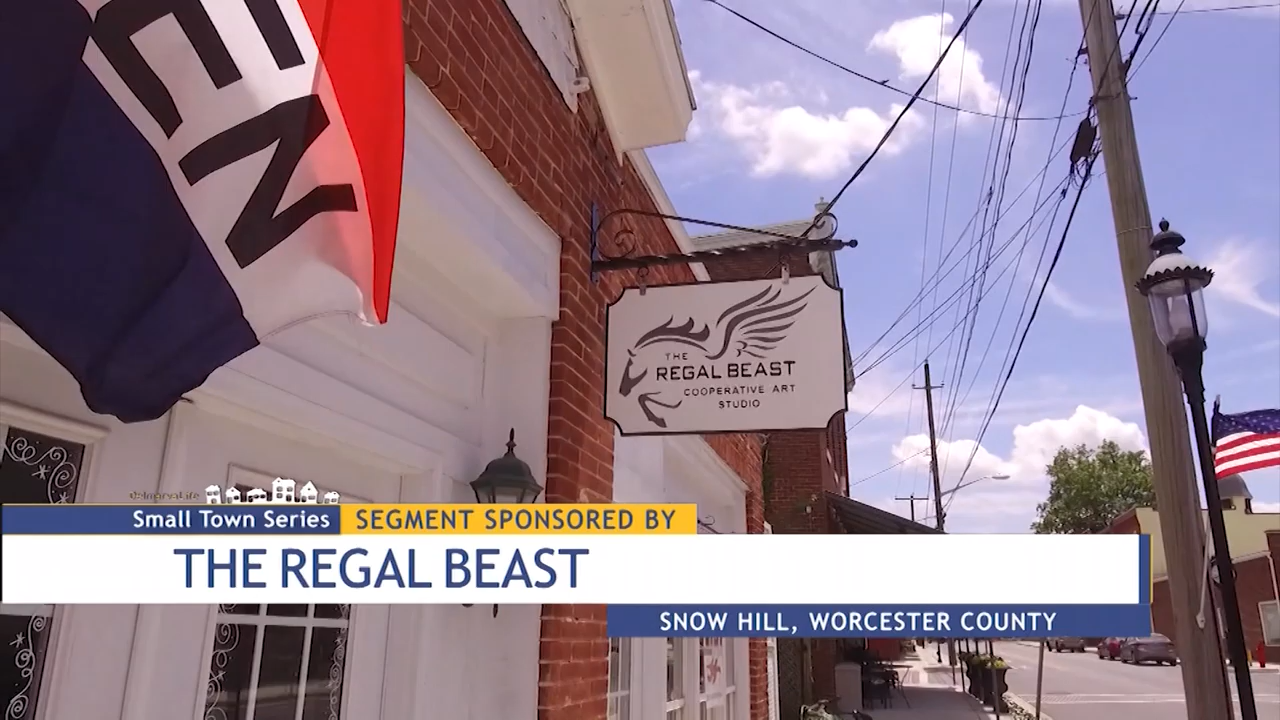 EN
THE
REGAL BEAST
COOPERATIVE ART
STUDIO
delmarvaLife
Small Town Series
SEGMENT SPONSORED BY
THE REGAL BEAST
SNOW HILL, WORCESTER COUNTY